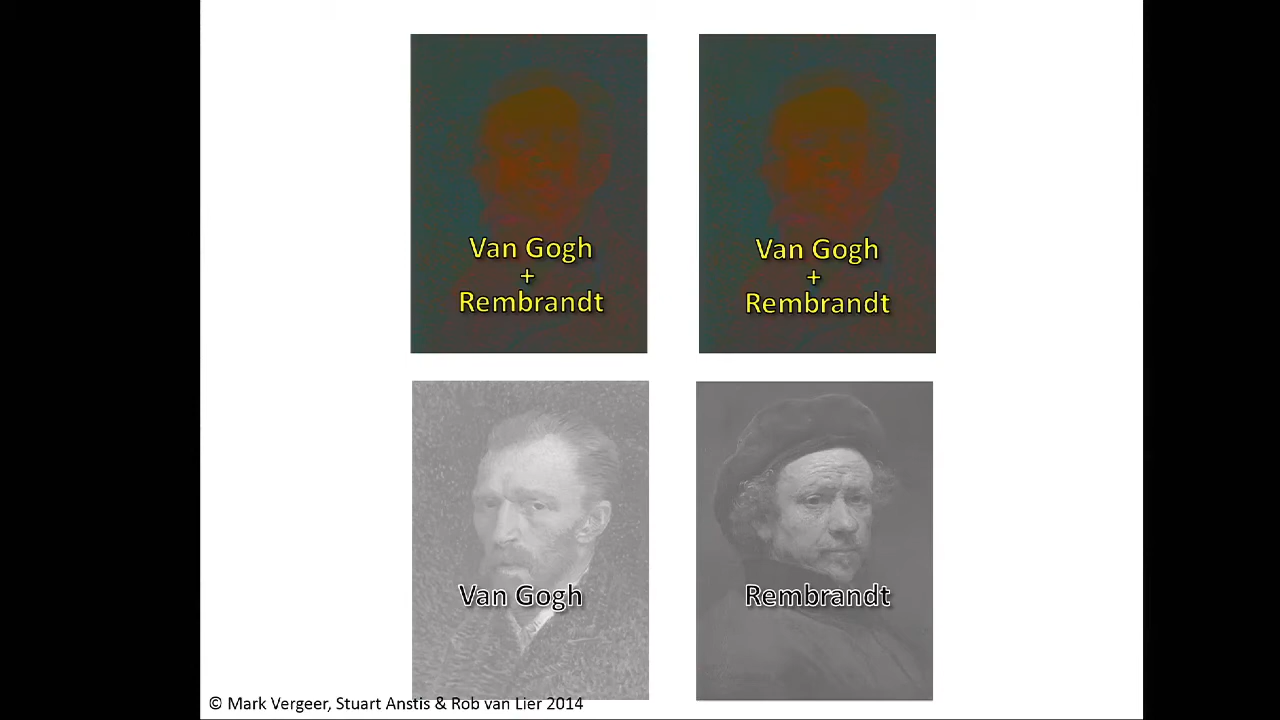 Van Gogh
+
Rembrandt
Van Gogh
+
Rembrandt
Van Gogh
Rembrandt
© Mark Vergeer, Stuart Anstis & Rob van Lier 2014